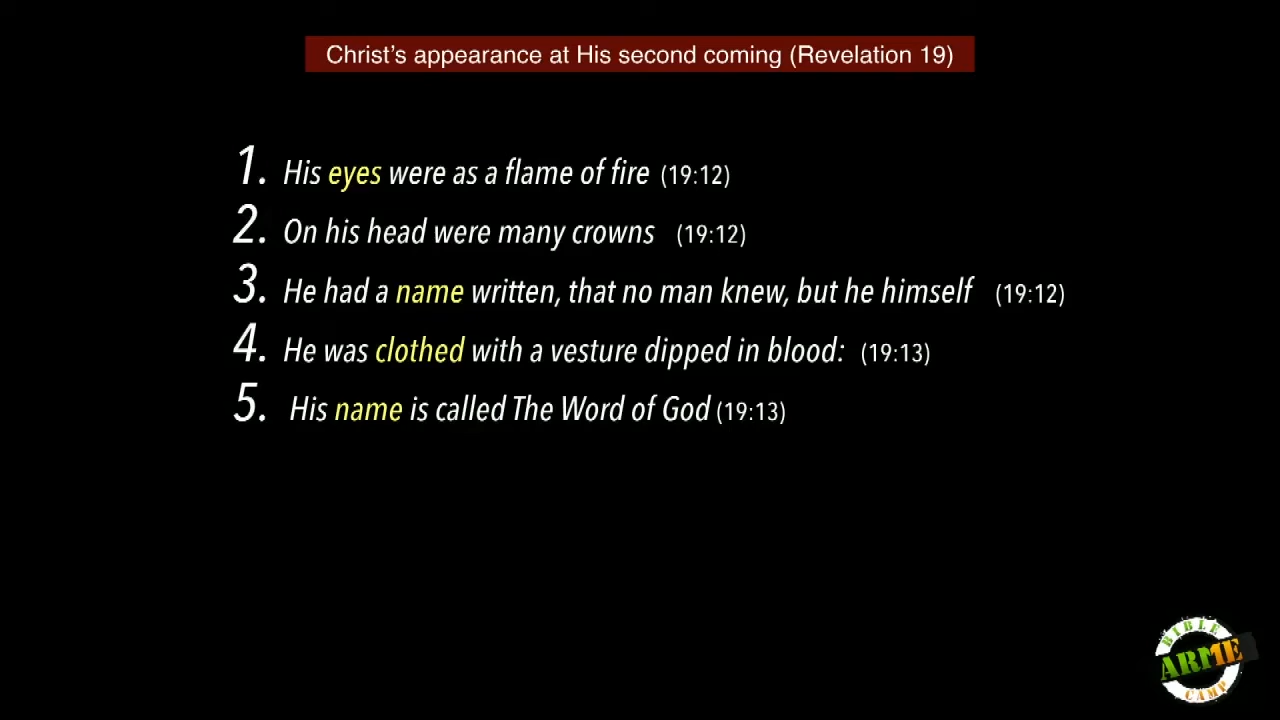 Christ's appearance at His second coming (Revelation 19)
1. His eyes were as a flame of fire (19:12)
2. On his head were many crowns (19:12)
3. He had a name written, that no man knew, but he himself (19:12)
4. He was clothed with a vesture dipped in blood: (19:13)
5. His name is called The Word of God (19:13)
BIBLE
ARME
CAMP